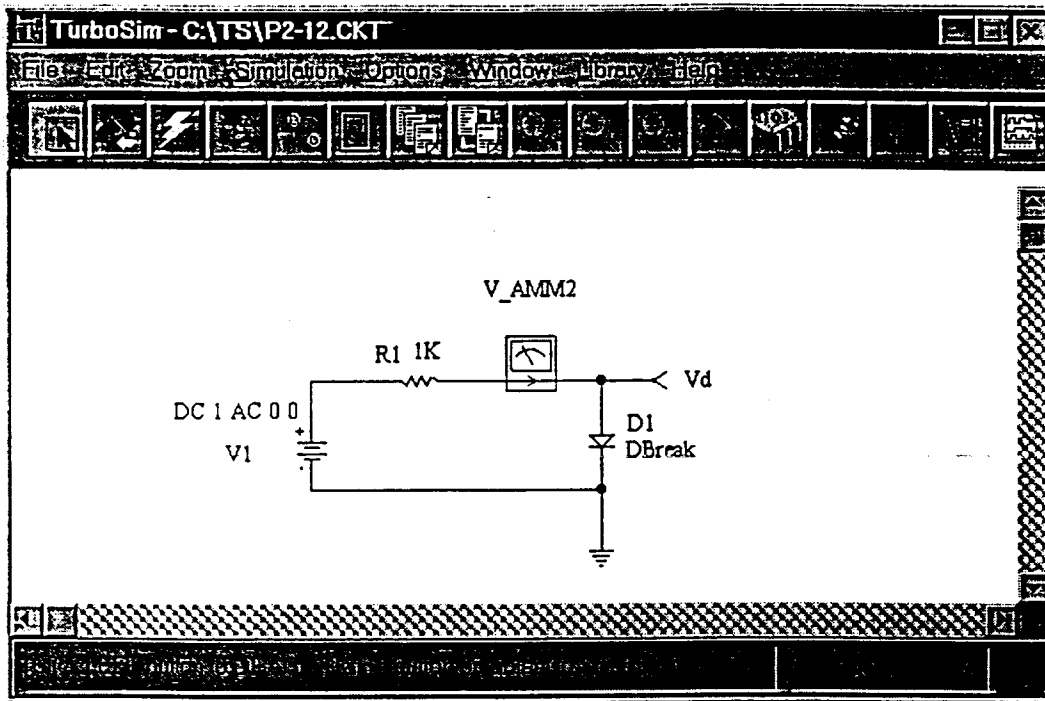 TurboSim - C:\TS\P2-12.CKT
File Edit Zoom Simulation Options Window Library Help
V_AMM2
R1 1K
Vd
DC 1 AC 0 0
+
V1
-
D1
DBreak